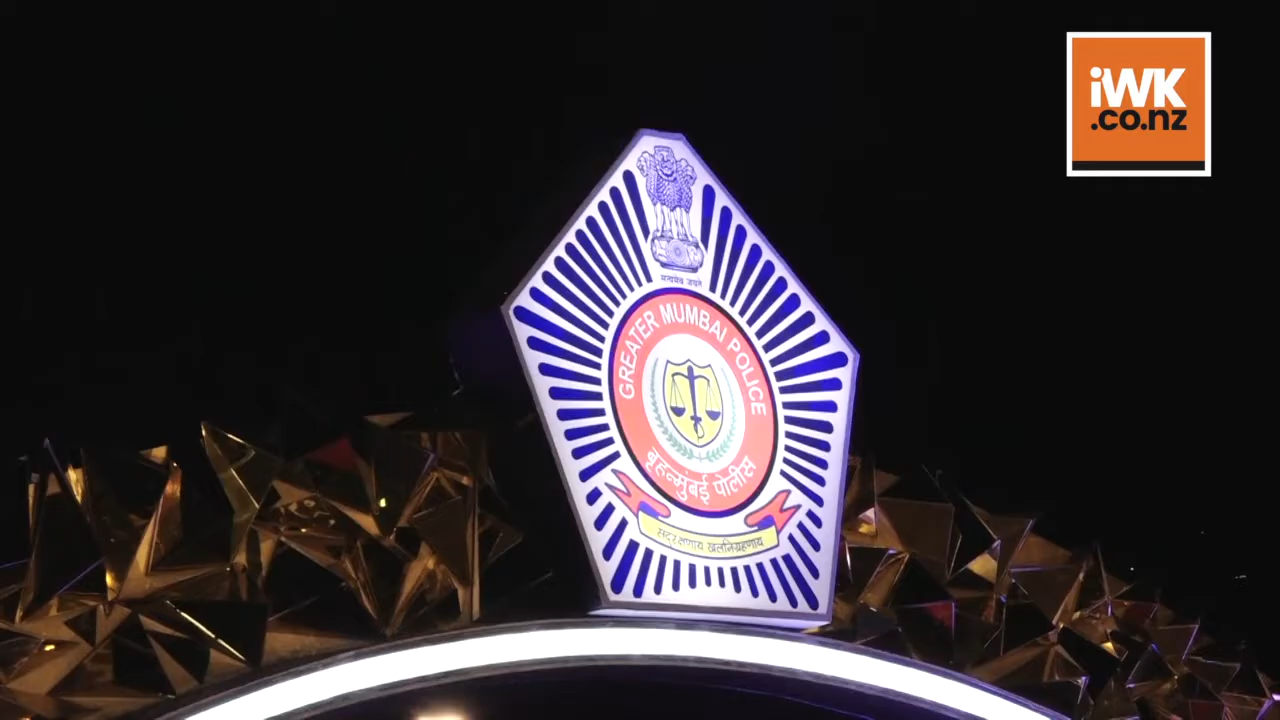 iWK
.co.nz
सत्यमेव जयते
GREATER MUMBAI POLICE
बृहन्मुंबई पोलीस
सद्रक्षणाय खलनिग्रहणाय